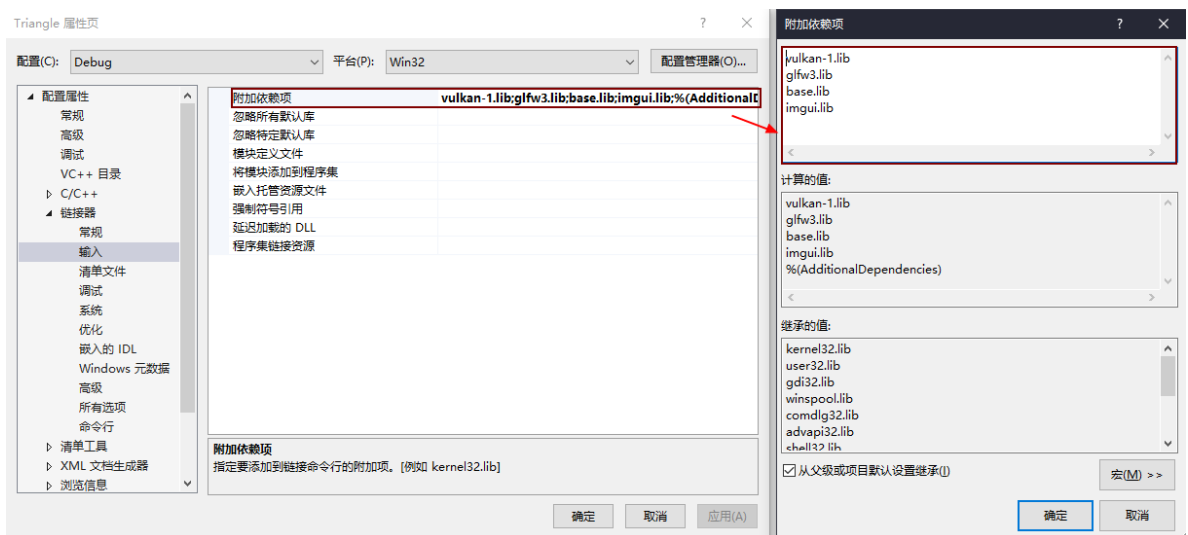 Triangle 属性页
?
×
配置(C):
Debug
平台(P):
Win32
配置管理器(O)...
配置属性
常规
高级
调试
VC++ 目录
C/C++
链接器
常规
输入
清单文件
调试
系统
优化
嵌入的 IDL
Windows 元数据
高级
所有选项
命令行
清单工具
XML 文档生成器
浏览信息
附加依赖项
vulkan-1.lib;glfw3.lib;base.lib;imgui.lib;%(AdditionalD
忽略所有默认库
忽略特定默认库
模块定义文件
将模块添加到程序集
嵌入托管资源文件
强制符号引用
延迟加载的 DLL
程序集链接资源
附加依赖项
指定要添加到链接命令行的附加项。[例如 kernel32.lib]
确定
取消
应用(A)
附加依赖项
?
×
vulkan-1.lib
glfw3.lib
base.lib
imgui.lib
计算的值:
vulkan-1.lib
glfw3.lib
base.lib
imgui.lib
%(AdditionalDependencies)
继承的值:
kernel32.lib
user32.lib
gdi32.lib
winspool.lib
comdlg32.lib
advapi32.lib
shell32.lib
从父级或项目默认设置继承(I)
宏(M) >>
确定
取消